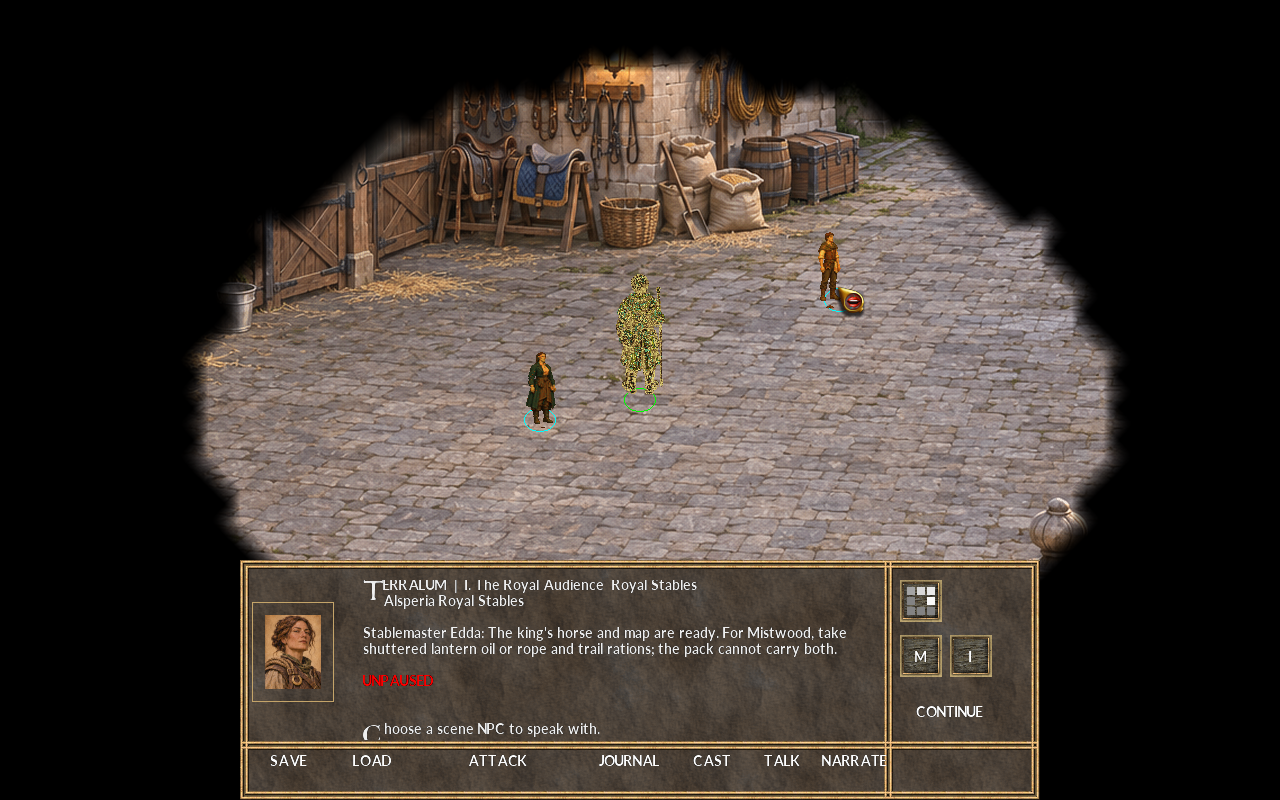 TERRALUM | I. The Royal Audience Royal Stables
Alsperia Royal Stables
Stablemaster Edda: The king's horse and map are ready. For Mistwood, take
shuttered lantern oil or rope and trail rations; the pack cannot carry both.
UNPAUSED
Choose a scene NPC to speak with.
M I
CONTINUE
SAVE LOAD ATTACK JOURNAL CAST TALK NARRATE